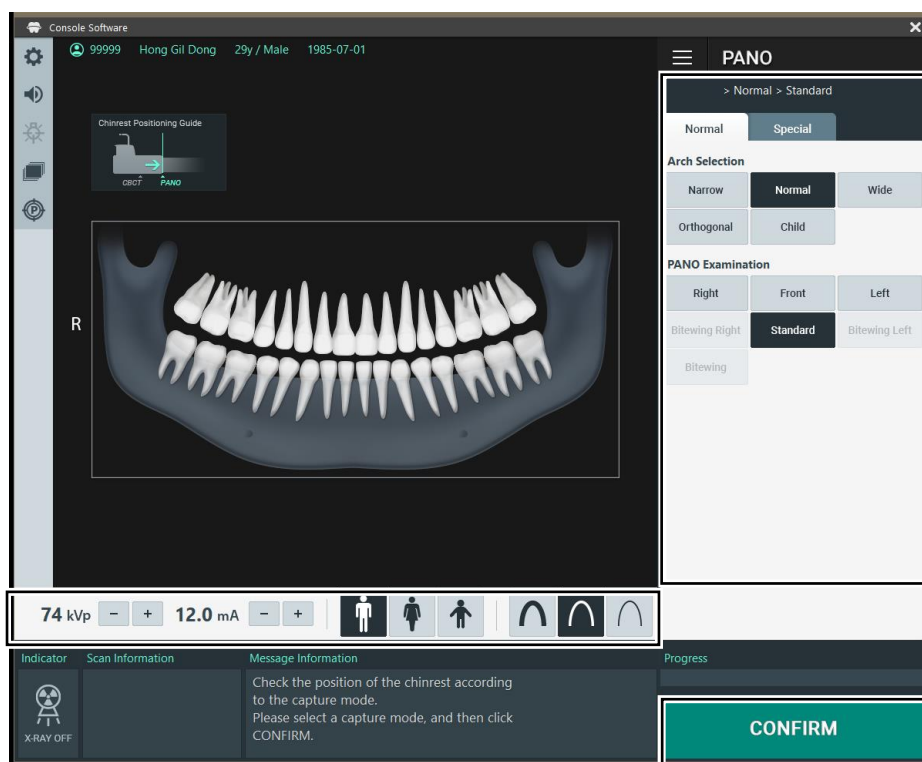 Console Software
99999 Hong Gil Dong 29y / Male 1985-07-01
PANO
> Normal > Standard
Normal Special
Arch Selection
Narrow Normal Wide
Orthogonal Child
PANO Examination
Right Front Left
Bitewing Right Standard Bitewing Left
Bitewing
Chinrest Positioning Guide
CBCT PANO
R
74 kVp - + 12.0 mA - +
Indicator Scan Information Message Information Progress
X-RAY OFF
Check the position of the chinrest according
to the capture mode.
Please select a capture mode, and then click
CONFIRM.
CONFIRM